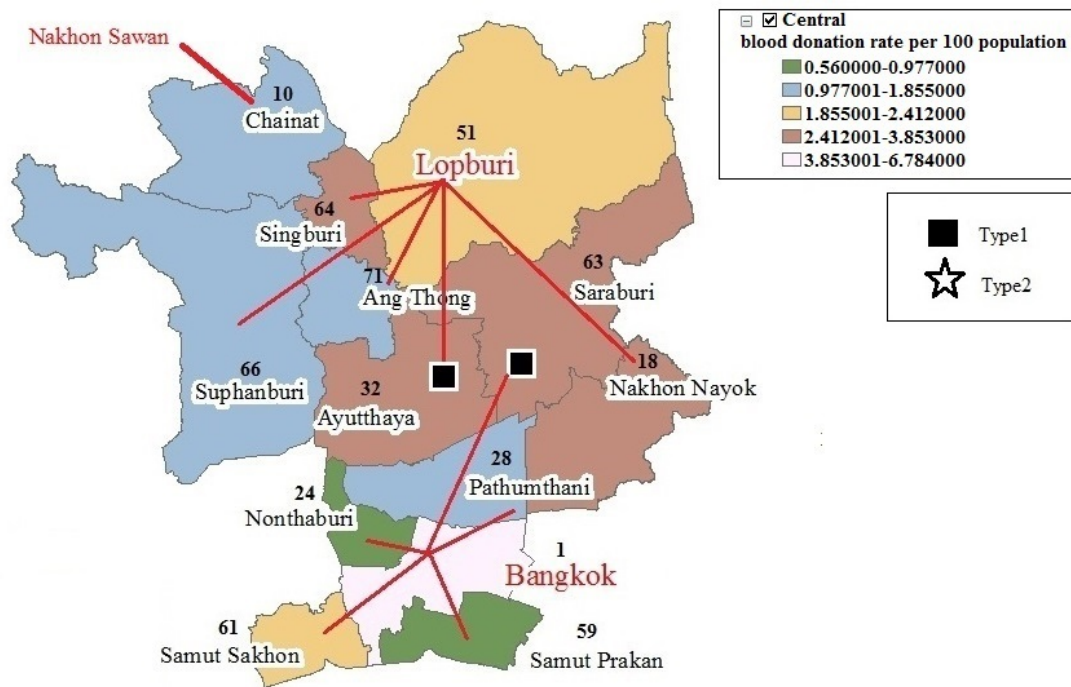 Central
blood donation rate per 100 population
0.560000-0.977000
0.977001-1.855000
1.855001-2.412000
2.412001-3.853000
3.853001-6.784000
Type1
Type2
Nakhon Sawan
10
Chainat
51
Lopburi
64
Singburi
63
Saraburi
71
Ang Thong
18
Nakhon Nayok
66
Suphanburi
32
Ayutthaya
28
Pathumthani
24
Nonthaburi
1
Bangkok
61
Samut Sakhon
59
Samut Prakan